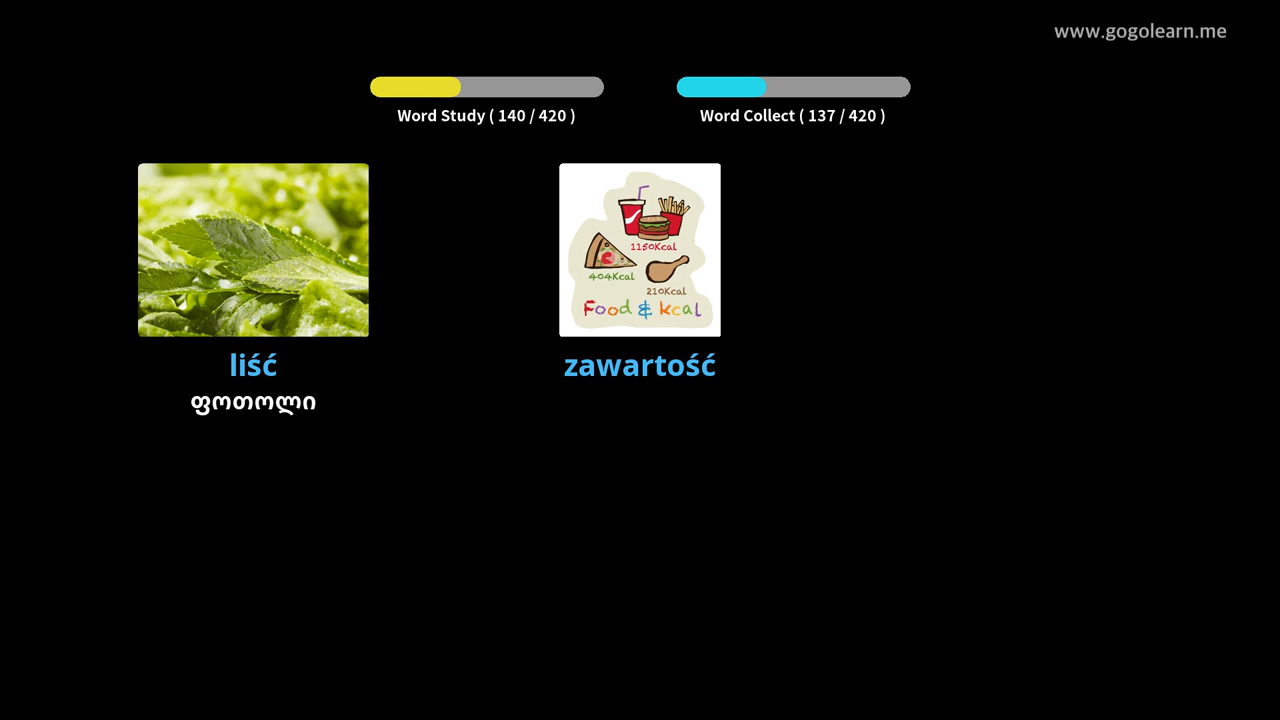 www.gogolearn.me
Word Study ( 140 / 420 )
Word Collect ( 137 / 420 )
1150Kcal
404Kcal
210Kcal
Food & kcal
liść
zawartość
ფოთოლი